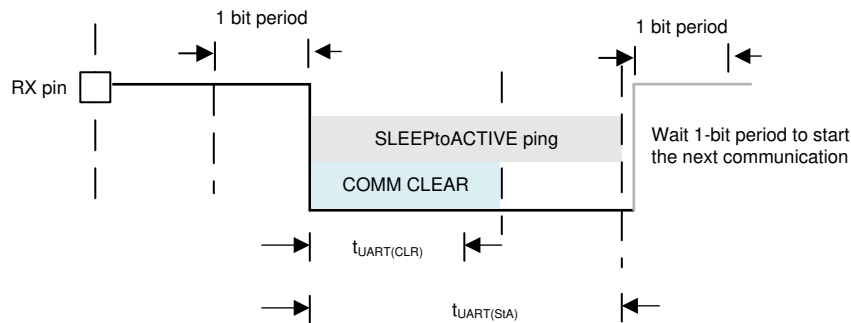 1 bit period
1 bit period
RX pin
SLEEPtoACTIVE ping
Wait 1-bit period to start
the next communication
COMM CLEAR
tUART(CLR)
tUART(StA)